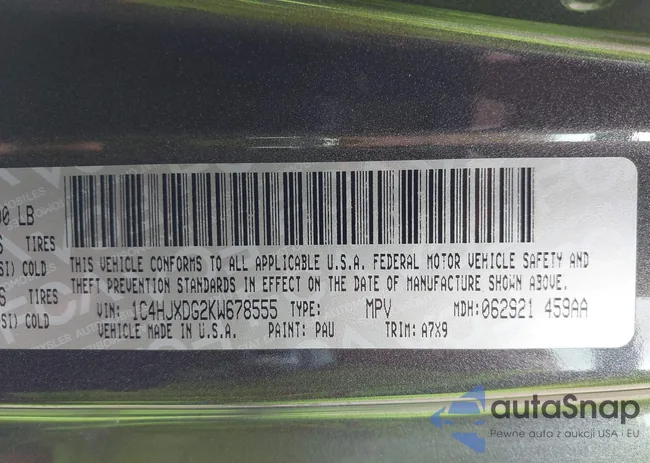 00 LB
TIRES
SI) COLD
THIS VEHICLE CONFORMS TO ALL APPLICABLE U.S.A. FEDERAL MOTOR VEHICLE SAFETY AND
THEFT PREVENTION STANDARDS IN EFFECT ON THE DATE OF MANUFACTURE SHOWN ABOVE.
TIRES
SI) COLD
VIN: 1C4HJXDG2KW678555 TYPE: MPV MDH:062921 459AA
VEHICLE MADE IN U.S.A. PAINT: PAU TRIM: A7X9
autaSnap
Pewne auta z aukcji USA i EU